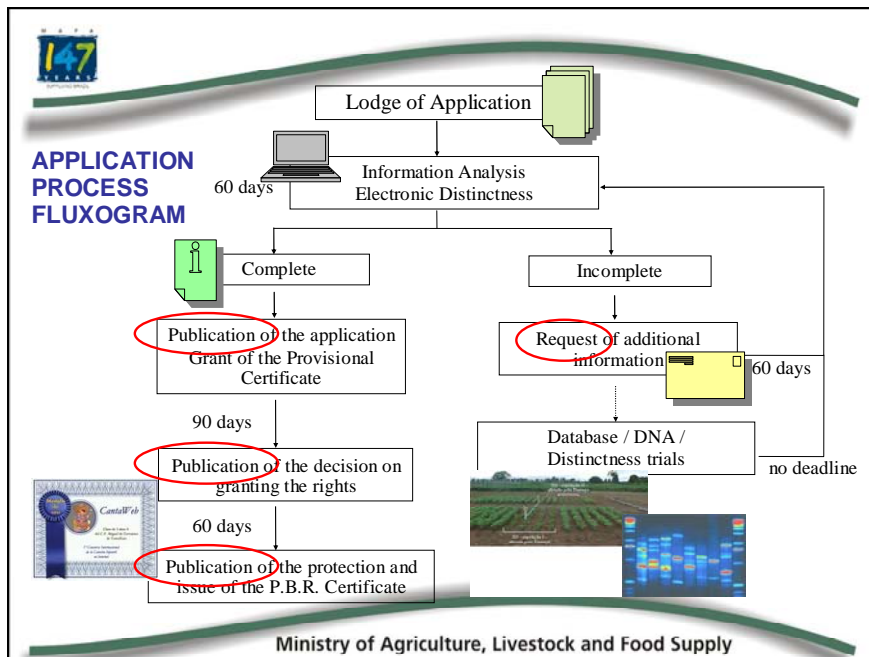 MAPA
147
YEARS
Lodge of Application
APPLICATION
PROCESS
FLUXOGRAM
60 days
Information Analysis
Electronic Distinctness
i
Complete
Incomplete
Publication of the application
Grant of the Provisional
Certificate
Request of additional
information
60 days
90 days
Database / DNA /
Distinctness trials
no deadline
Publication of the decision on
granting the rights
CantaWeb
60 days
Publication of the protection and
issue of the P.B.R. Certificate
Ministry of Agriculture, Livestock and Food Supply